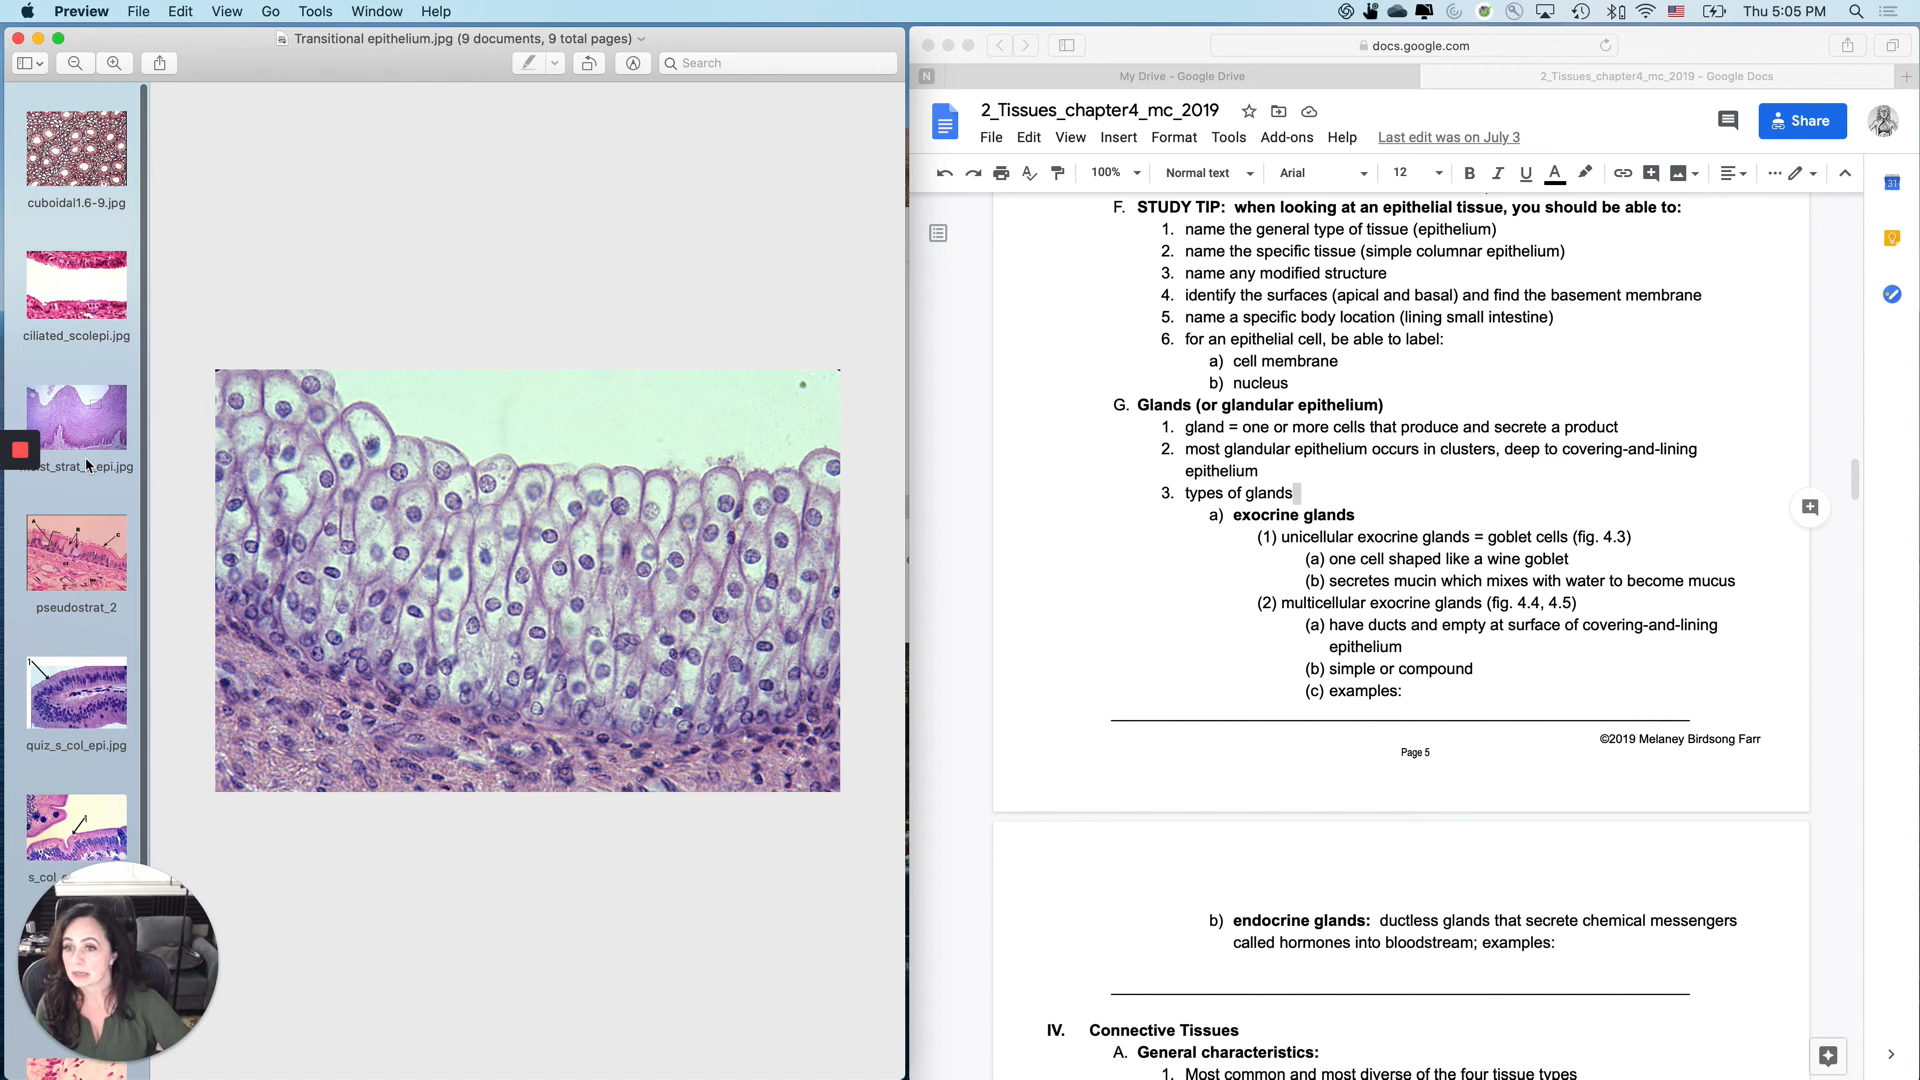 Preview File Edit View Go Tools Window Help
Thu 5:05 PM
Transitional epithelium.jpg (9 documents, 9 total pages)
Search
cuboidal1.6-9.jpg
ciliated_scolepi.jpg
epi.jpg
A
B
C
pseudostrat_2
1
quiz_s_col_epi.jpg
1
s_col
docs.google.com
N
My Drive - Google Drive
2_Tissues_chapter4_mc_2019 - Google Docs
2_Tissues_chapter4_mc_2019
File Edit View Insert Format Tools Add-ons Help Last edit was on July 3
Share
100% Normal text Arial 12 B I U A
31
F. STUDY TIP: when looking at an epithelial tissue, you should be able to:
1. name the general type of tissue (epithelium)
2. name the specific tissue (simple columnar epithelium)
3. name any modified structure
4. identify the surfaces (apical and basal) and find the basement membrane
5. name a specific body location (lining small intestine)
6. for an epithelial cell, be able to label:
a) cell membrane
b) nucleus
G. Glands (or glandular epithelium)
1. gland = one or more cells that produce and secrete a product
2. most glandular epithelium occurs in clusters, deep to covering-and-lining
epithelium
3. types of glands
a) exocrine glands
(1) unicellular exocrine glands = goblet cells (fig. 4.3)
(a) one cell shaped like a wine goblet
(b) secretes mucin which mixes with water to become mucus
(2) multicellular exocrine glands (fig. 4.4, 4.5)
(a) have ducts and empty at surface of covering-and-lining
epithelium
(b) simple or compound
(c) examples:
©2019 Melaney Birdsong Farr
Page 5
b) endocrine glands: ductless glands that secrete chemical messengers
called hormones into bloodstream; examples:
IV. Connective Tissues
A. General characteristics:
1. Most common and most diverse of the four tissue types